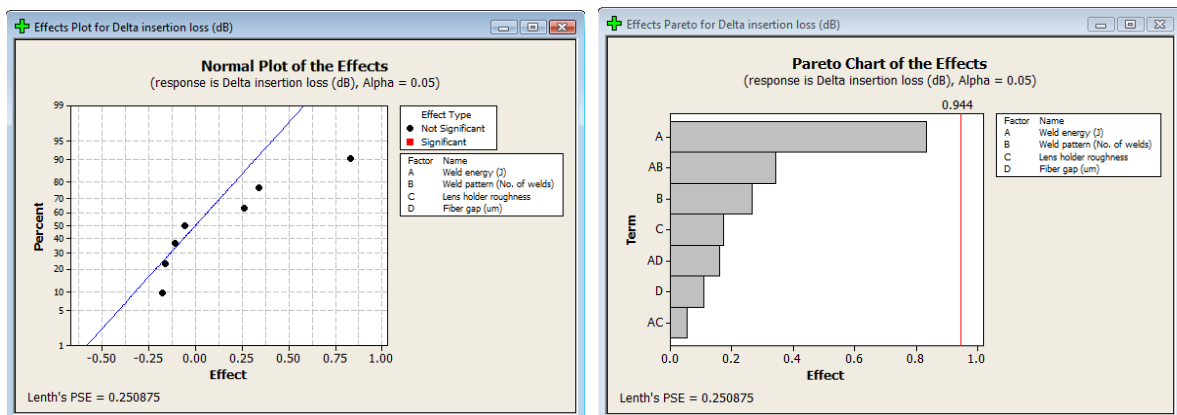 Effects Plot for Delta insertion loss (dB)
Normal Plot of the Effects
(response is Delta insertion loss (dB), Alpha = 0.05)
99
95
90
80
70
60
50
40
30
20
10
5
1
Percent
-0.50 -0.25 0.00 0.25 0.50 0.75 1.00
Effect
Effect Type
Not Significant
Significant
Factor Name
A Weld energy (J)
B Weld pattern (No. of welds)
C Lens holder roughness
D Fiber gap (um)
Lenth's PSE = 0.250875
Effects Pareto for Delta insertion loss (dB)
Pareto Chart of the Effects
(response is Delta insertion loss (dB), Alpha = 0.05)
0.944
Term
A
AB
B
C
AD
D
AC
0.0 0.2 0.4 0.6 0.8 1.0
Effect
Factor Name
A Weld energy (J)
B Weld pattern (No. of welds)
C Lens holder roughness
D Fiber gap (um)
Lenth's PSE = 0.250875